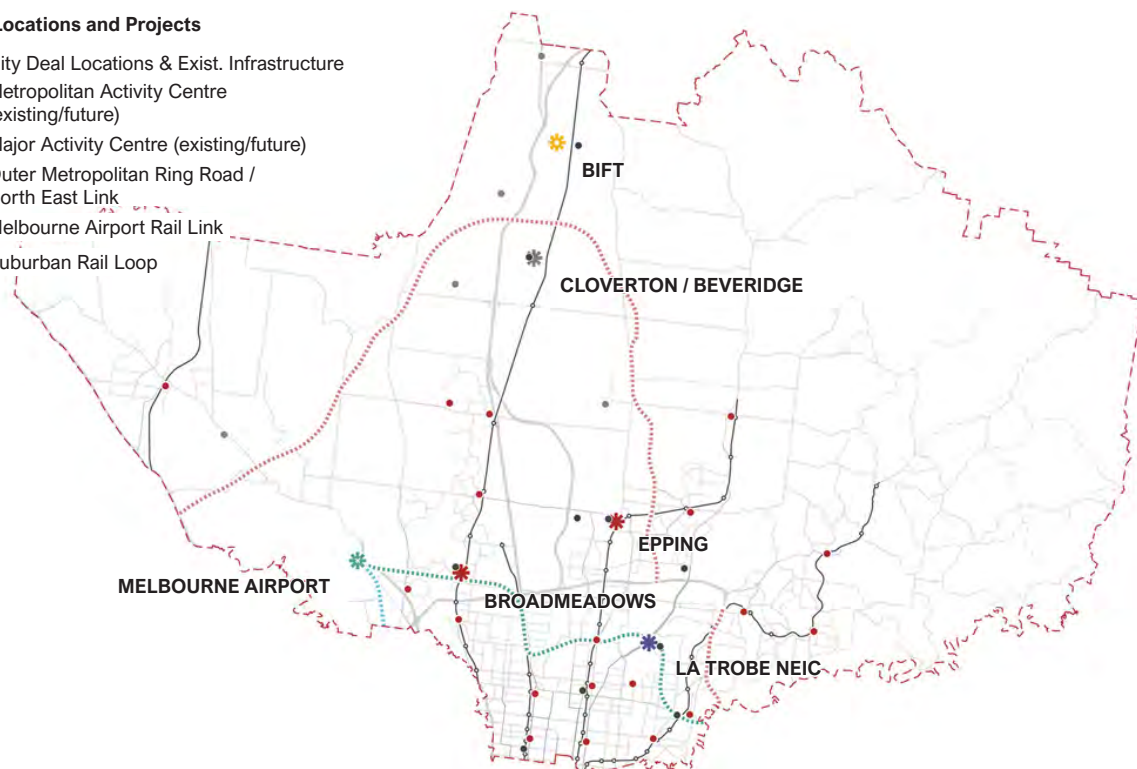 Locations and Projects
ity Deal Locations & Exist. Infrastructure
etropolitan Activity Centre
existing/future)
ajor Activity Centre (existing/future)
uter Metropolitan Ring Road /
orth East Link
elbourne Airport Rail Link
uburban Rail Loop
BIFT
CLOVERTON / BEVERIDGE
EPPING
MELBOURNE AIRPORT
BROADMEADOWS
LA TROBE NEIC